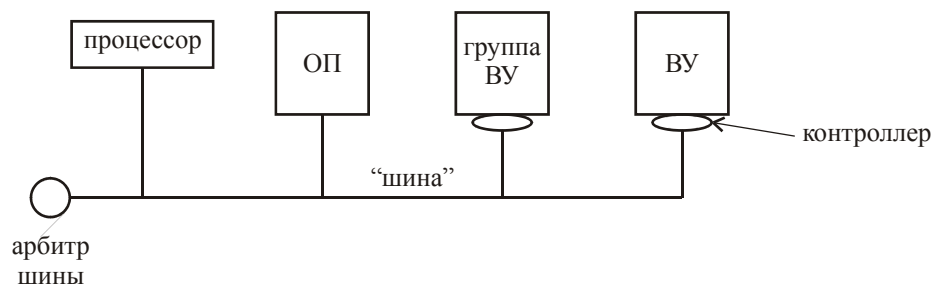 процессор
ОП
группа
ВУ
ВУ
контроллер
“шина”
арбитр
шины